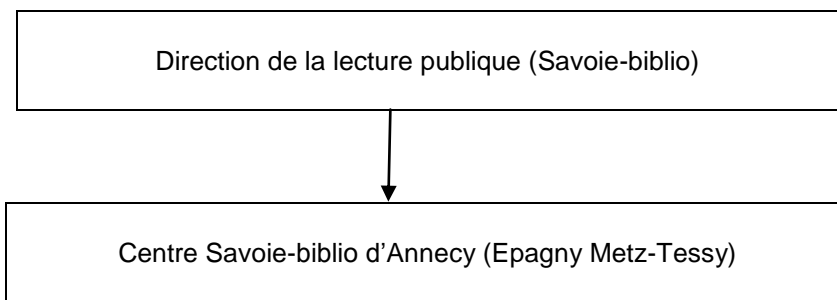 Direction de la lecture publique (Savoie-biblio)
Centre Savoie-biblio d’Annecy (Epagny Metz-Tessy)